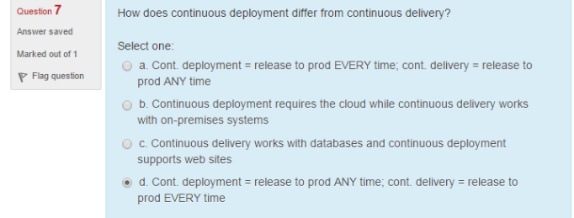 Question 7
Answer saved
Marked out of 1
Flag question
How does continuous deployment differ from continuous delivery?
Select one:
a. Cont. deployment = release to prod EVERY time; cont. delivery = release to
prod ANY time
b. Continuous deployment requires the cloud while continuous delivery works
with on-premises systems
c. Continuous delivery works with databases and continuous deployment
supports web sites
d. Cont. deployment = release to prod ANY time; cont. delivery = release to
prod EVERY time